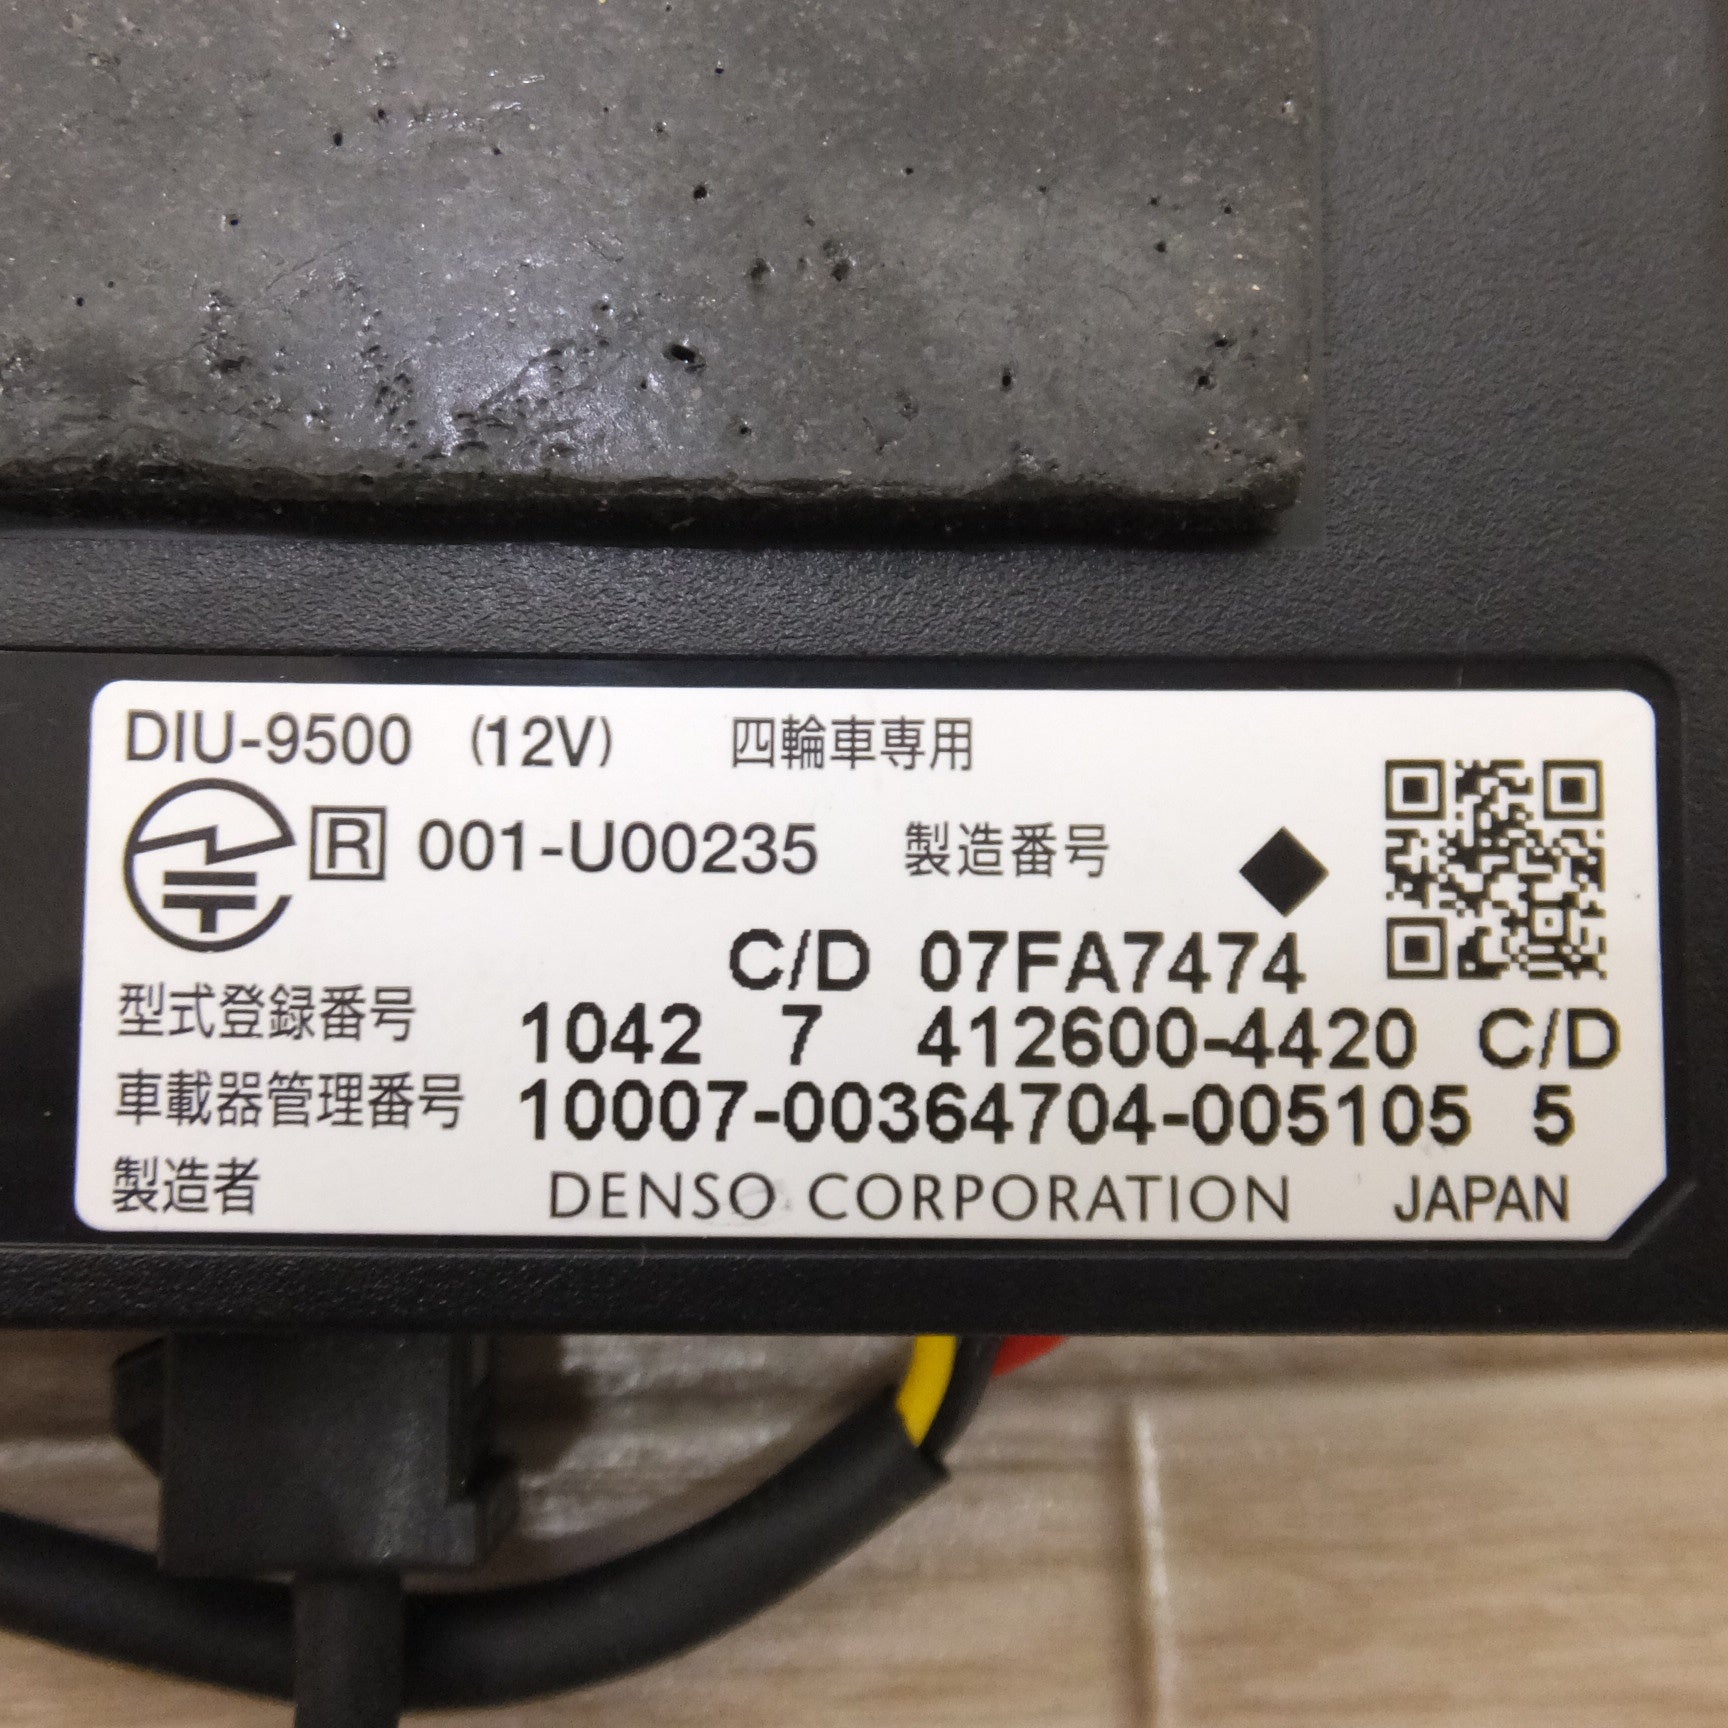 DIU-9500 (12V) 四輪車専用
R 001-U00235 製造番号
C/D 07FA7474
型式登録番号 1042 7 412600-4420 C/D
車載器管理番号 10007-00364704-005105 5
製造者 DENSO CORPORATION JAPAN